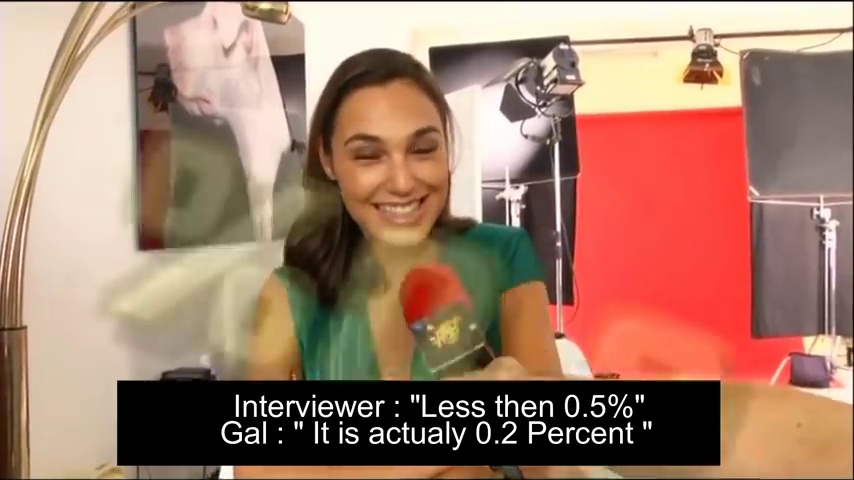 Interviewer : "Less then 0.5%"
Gal : " It is actualy 0.2 Percent "